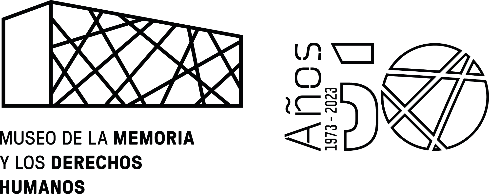 MUSEO DE LA MEMORIA
Y LOS DERECHOS
HUMANOS
Años
1973 - 2023
50